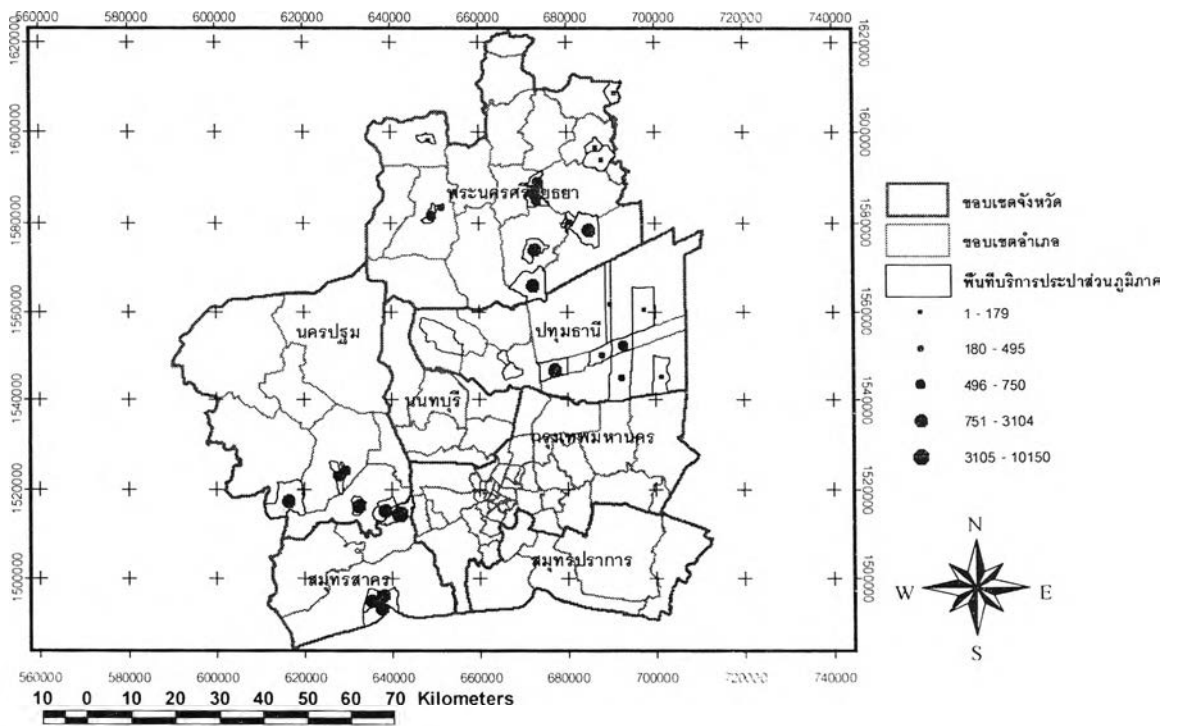 560000 580000 600000 620000 640000 660000 680000 700000 720000 740000
1620000 1620000
1600000 1600000
1580000 1580000
1560000 1560000
1540000 1540000
1520000 1520000
1500000 1500000
พระนครศรีอยุธยา
นครปฐม
ปทุมธานี
นนทบุรี
กรุงเทพมหานคร
สมุทรปราการ
สมุทรสาคร
ขอบเขตจังหวัด
ขอบเขตอำเภอ
พื้นที่บริการประปาส่วนภูมิภาค
1 - 179
180 - 495
496 - 750
751 - 3104
3105 - 10150
N
W E
S
560000 580000 600000 620000 640000 660000 680000 700000 720000 740000
10 0 10 20 30 40 50 60 70 Kilometers